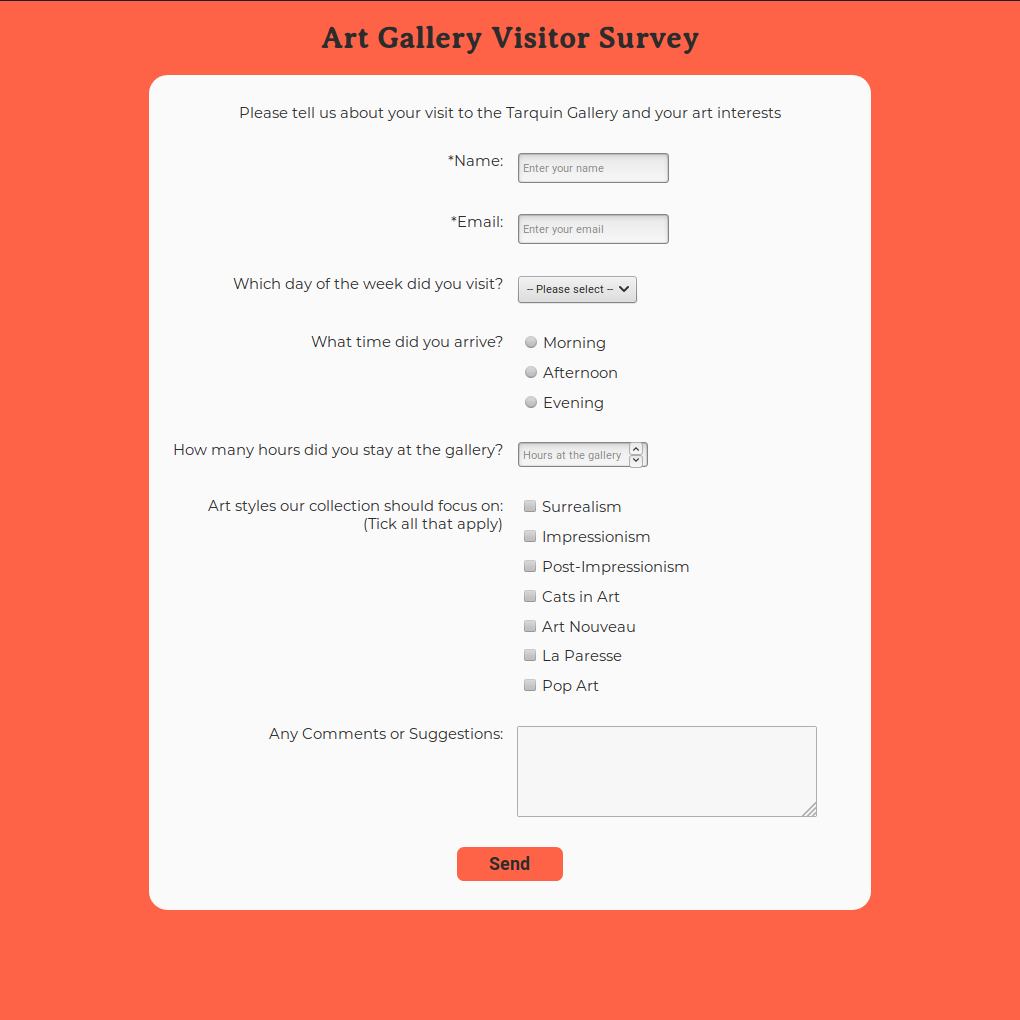 Art Gallery Visitor Survey
Please tell us about your visit to the Tarquin Gallery and your art interests
*Name:
Enter your name
*Email:
Enter your email
Which day of the week did you visit?
-- Please select --
What time did you arrive?
Morning
Afternoon
Evening
How many hours did you stay at the gallery?
Hours at the gallery
Art styles our collection should focus on:
(Tick all that apply)
Surrealism
Impressionism
Post-Impressionism
Cats in Art
Art Nouveau
La Paresse
Pop Art
Any Comments or Suggestions:
Send